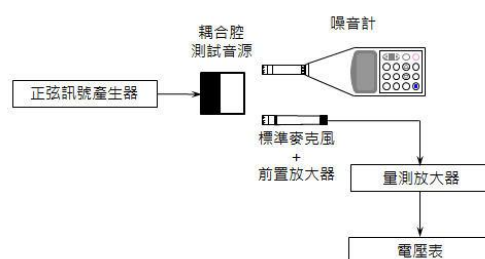 噪音計
耦合腔
測試音源
正弦訊號產生器
標準麥克風
+
前置放大器
量測放大器
電壓表